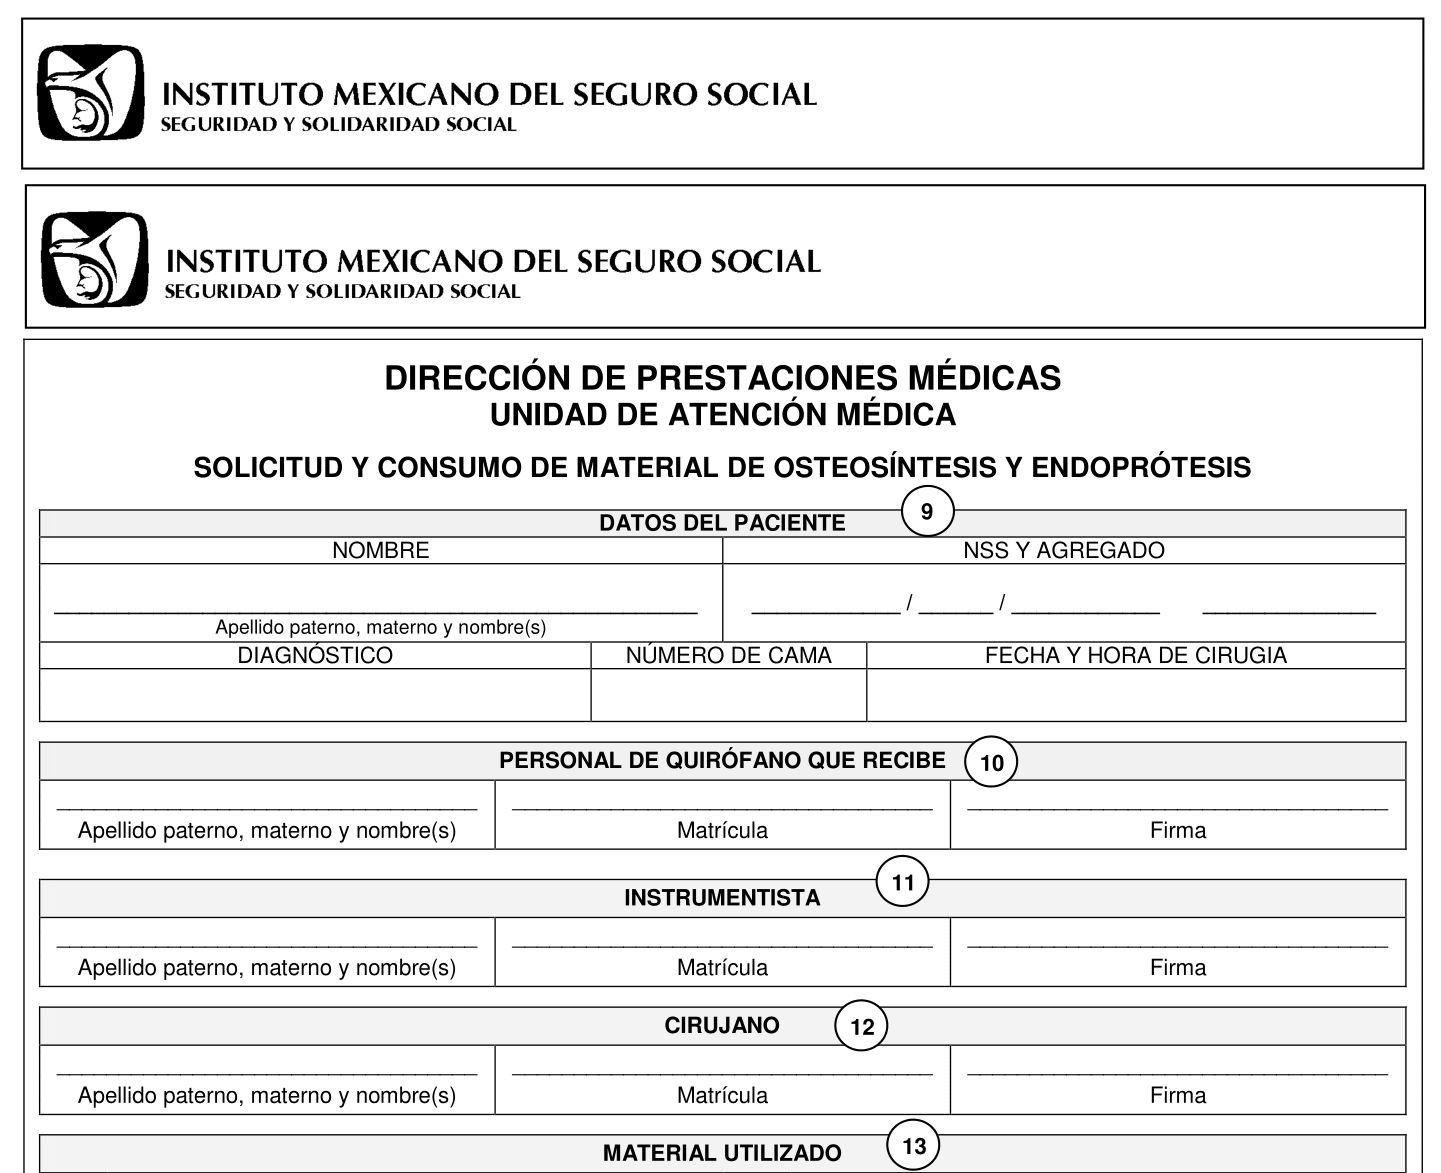 INSTITUTO MEXICANO DEL SEGURO SOCIAL
SEGURIDAD Y SOLIDARIDAD SOCIAL
INSTITUTO MEXICANO DEL SEGURO SOCIAL
SEGURIDAD Y SOLIDARIDAD SOCIAL
DIRECCIÓN DE PRESTACIONES MÉDICAS
UNIDAD DE ATENCIÓN MÉDICA
SOLICITUD Y CONSUMO DE MATERIAL DE OSTEOSÍNTESIS Y ENDOPRÓTESIS
DATOS DEL PACIENTE 9
NOMBRE NSS Y AGREGADO
/ /
Apellido paterno, materno y nombre(s)
DIAGNÓSTICO NÚMERO DE CAMA FECHA Y HORA DE CIRUGIA
PERSONAL DE QUIRÓFANO QUE RECIBE 10
Apellido paterno, materno y nombre(s) Matrícula Firma
INSTRUMENTISTA 11
Apellido paterno, materno y nombre(s) Matrícula Firma
CIRUJANO 12
Apellido paterno, materno y nombre(s) Matrícula Firma
MATERIAL UTILIZADO 13